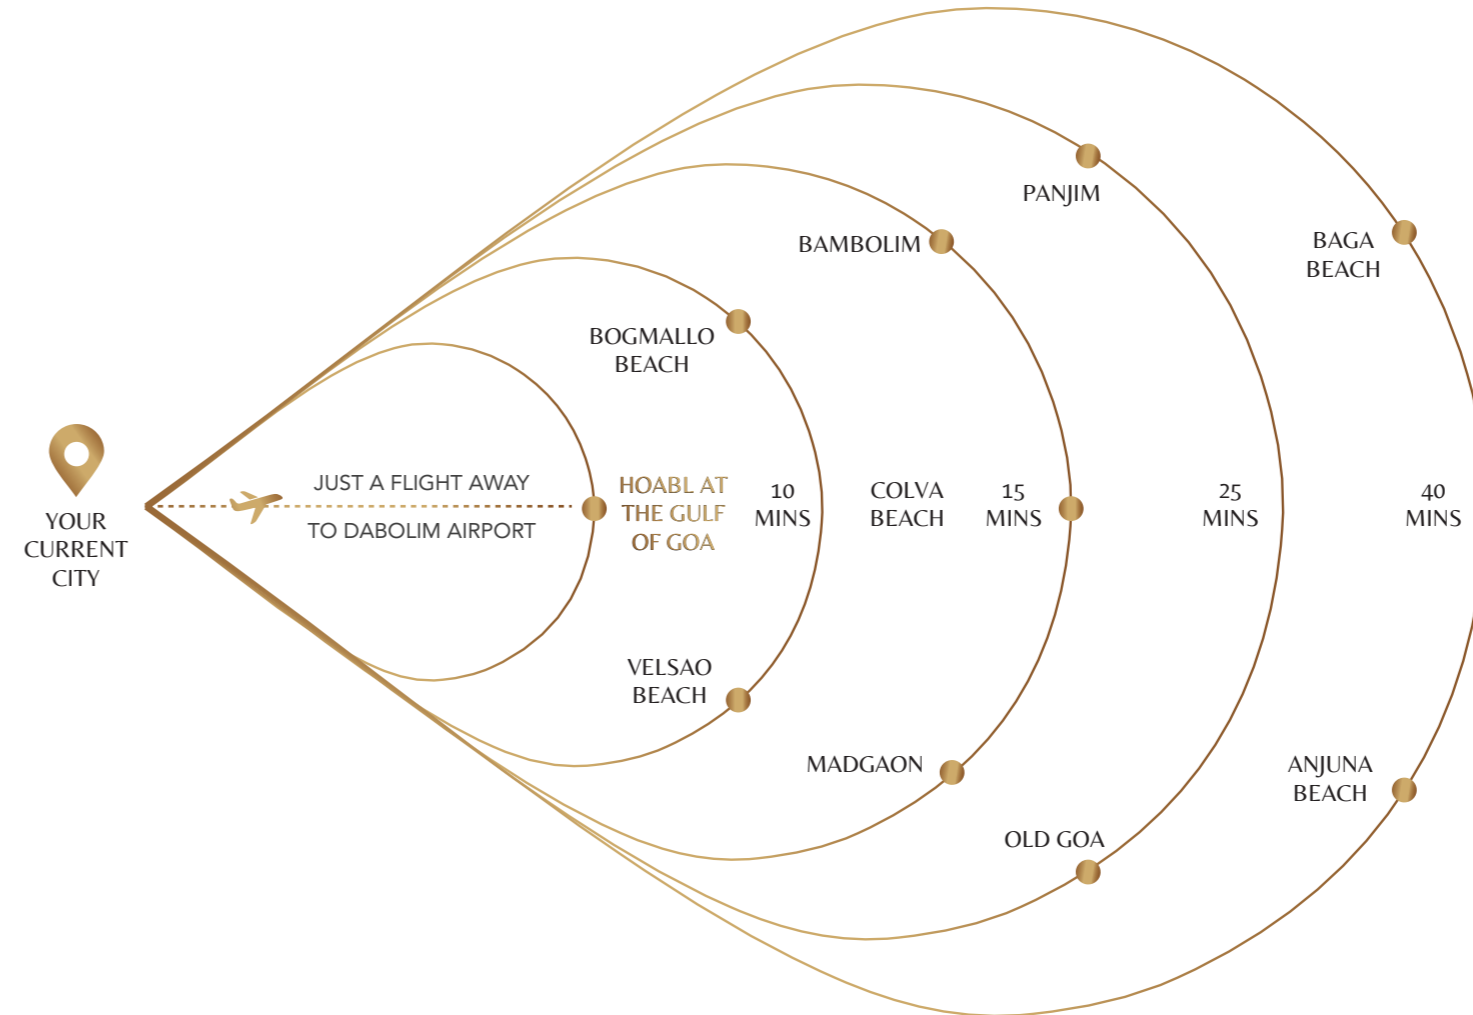 YOUR
CURRENT
CITY
JUST A FLIGHT AWAY
TO DABOLIM AIRPORT
HOABL AT
THE GULF
OF GOA
BOGMALLO
BEACH
VELSAO
BEACH
10
MINS
BAMBOLIM
COLVA
BEACH
MADGAON
15
MINS
PANJIM
OLD GOA
25
MINS
BAGA
BEACH
ANJUNA
BEACH
40
MINS